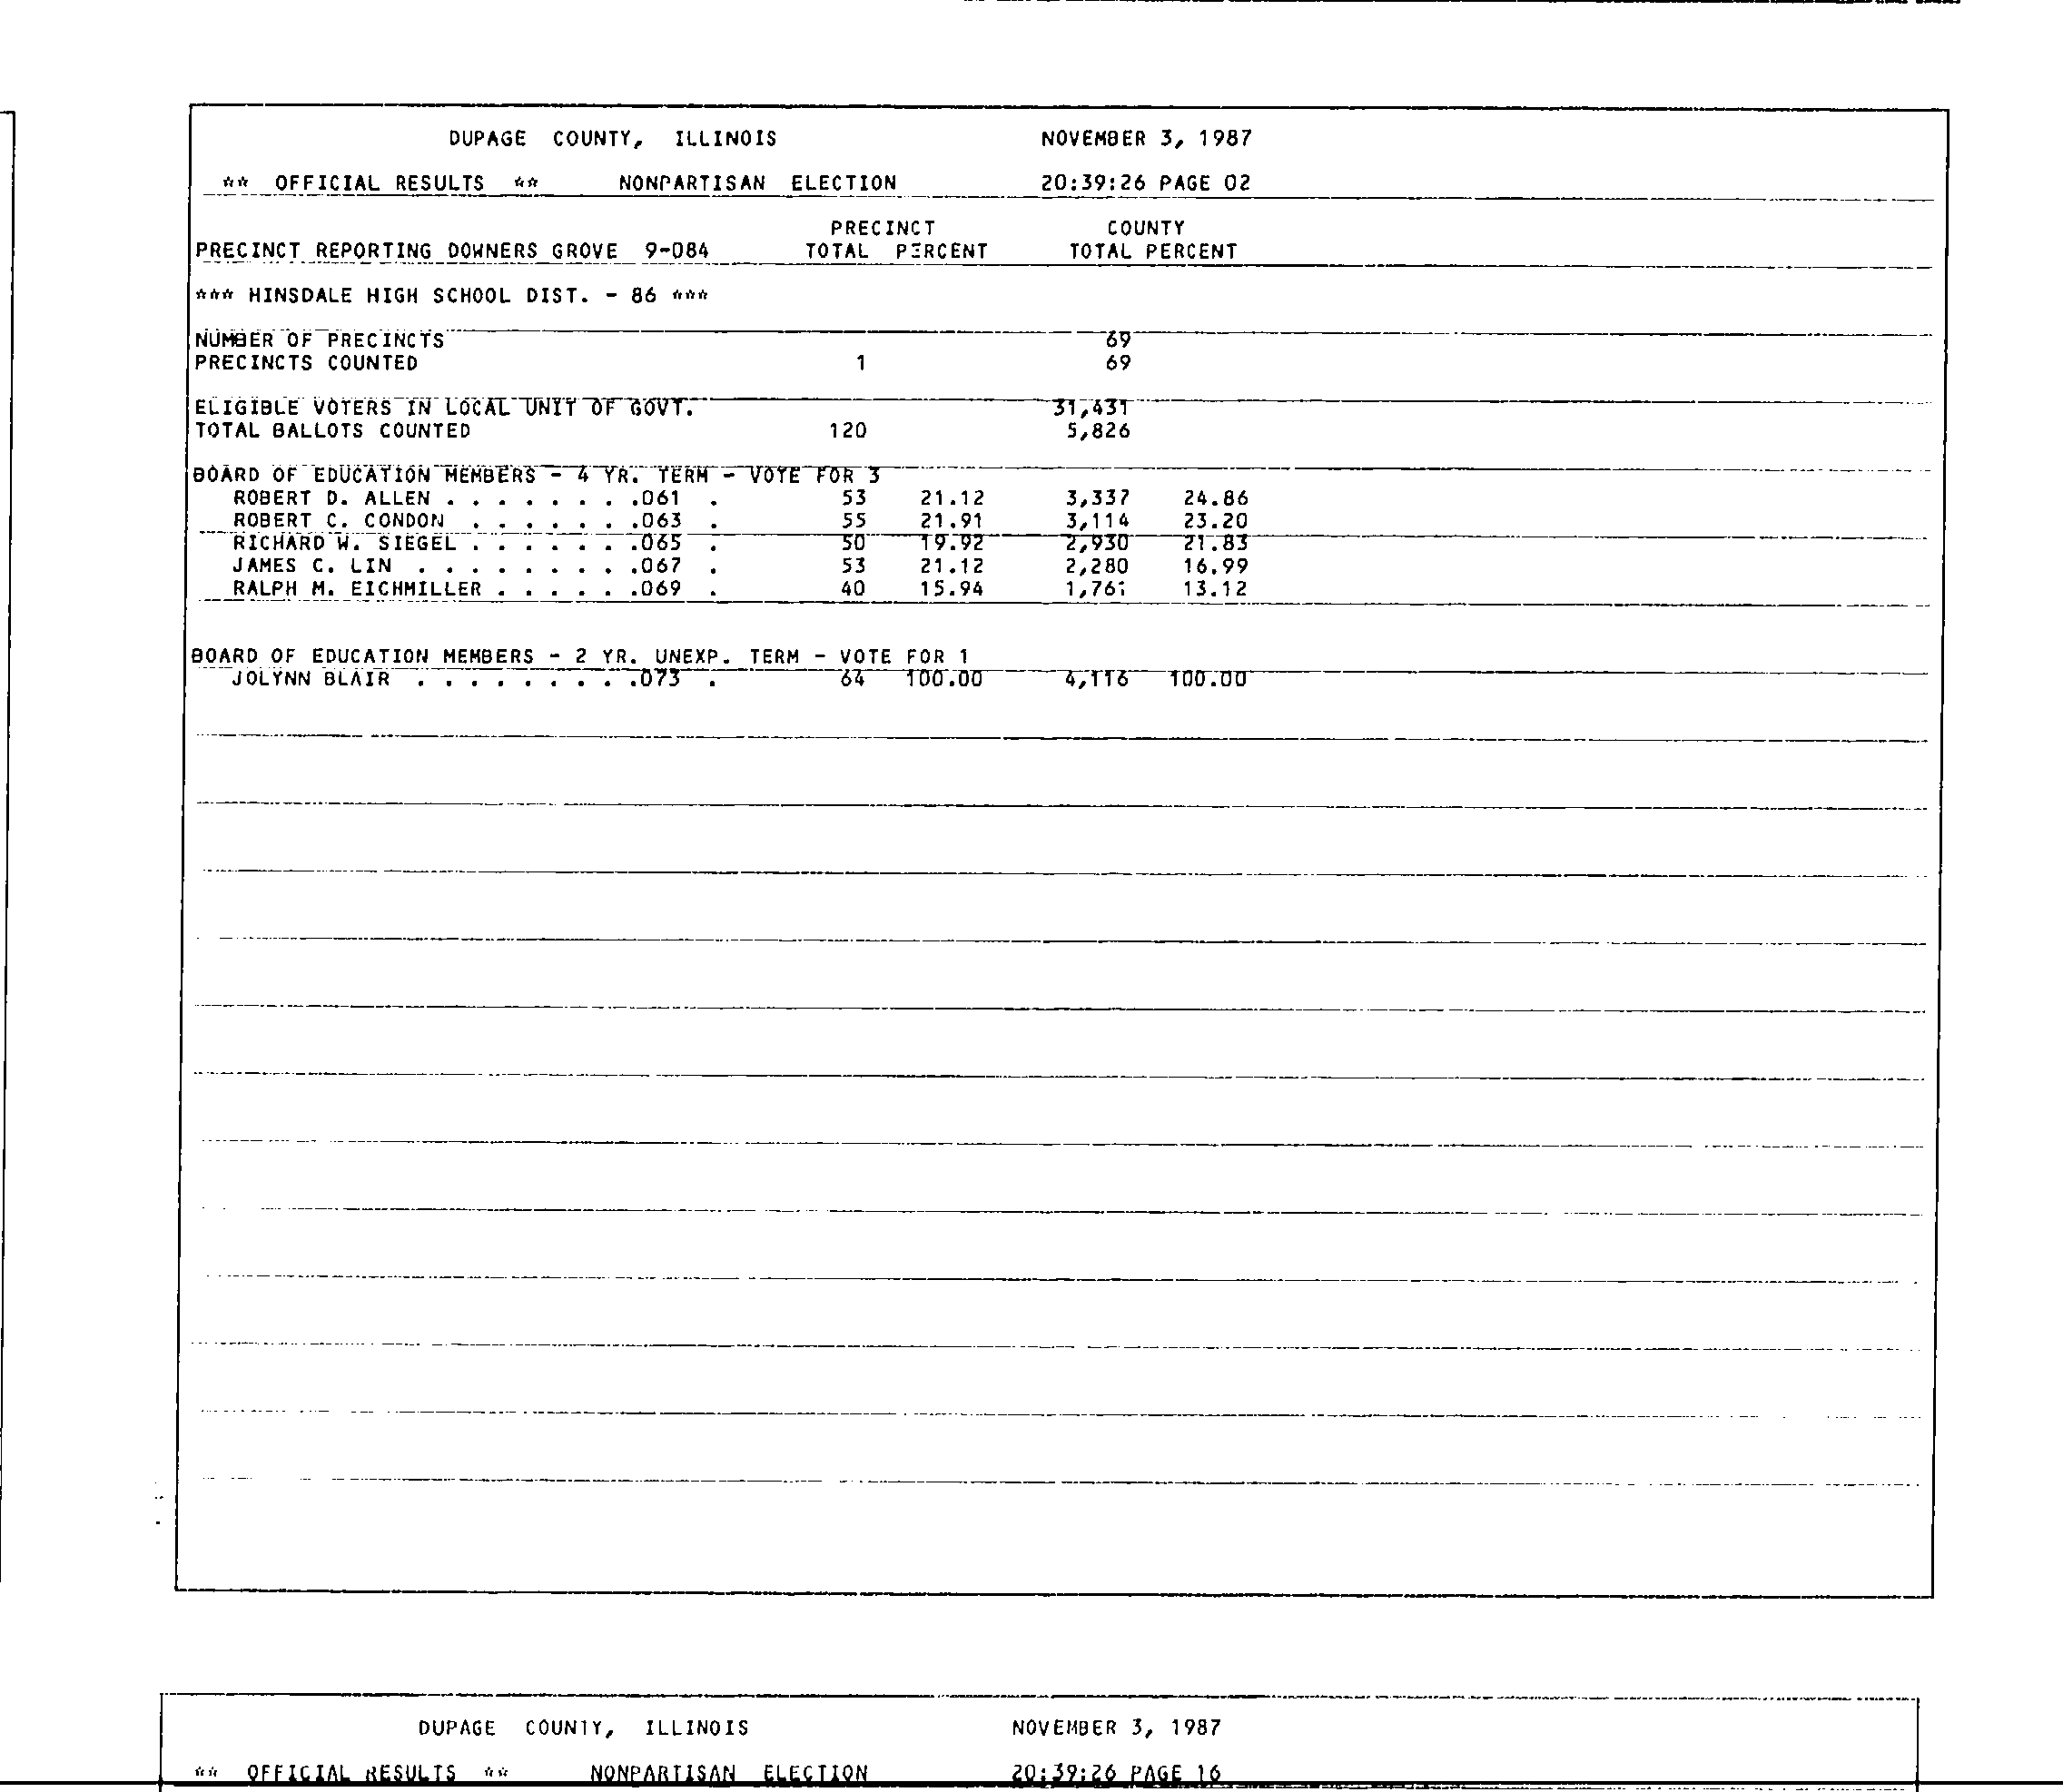 DUPAGE COUNTY, ILLINOIS NOVEMBER 3, 1987
** OFFICIAL RESULTS ** NONPARTISAN ELECTION 20:39:26 PAGE 02
PRECINCT COUNTY
PRECINCT REPORTING DOWNERS GROVE 9-084 TOTAL PERCENT TOTAL PERCENT
*** HINSDALE HIGH SCHOOL DIST. - 86 ***
NUMBER OF PRECINCTS 69
PRECINCTS COUNTED 1 69
ELIGIBLE VOTERS IN LOCAL UNIT OF GOVT. 31,431
TOTAL BALLOTS COUNTED 120 5,826
BOARD OF EDUCATION MEMBERS - 4 YR. TERM - VOTE FOR 3
ROBERT D. ALLEN . . . . . . . .061 . 53 21.12 3,337 24.86
ROBERT C. CONDON . . . . . . .063 . 55 21.91 3,114 23.20
RICHARD W. SIEGEL . . . . . . .065 . 50 19.92 2,930 21.83
JAMES C. LIN . . . . . . . . .067 . 53 21.12 2,280 16.99
RALPH M. EICHMILLER . . . . . .069 . 40 15.94 1,761 13.12
BOARD OF EDUCATION MEMBERS - 2 YR. UNEXP. TERM - VOTE FOR 1
JOLYNN BLAIR . . . . . . . . .073 . 64 100.00 4,116 100.00
DUPAGE COUNTY, ILLINOIS NOVEMBER 3, 1987
** OFFICIAL RESULTS ** NONPARTISAN ELECTION 20:39:26 PAGE 16